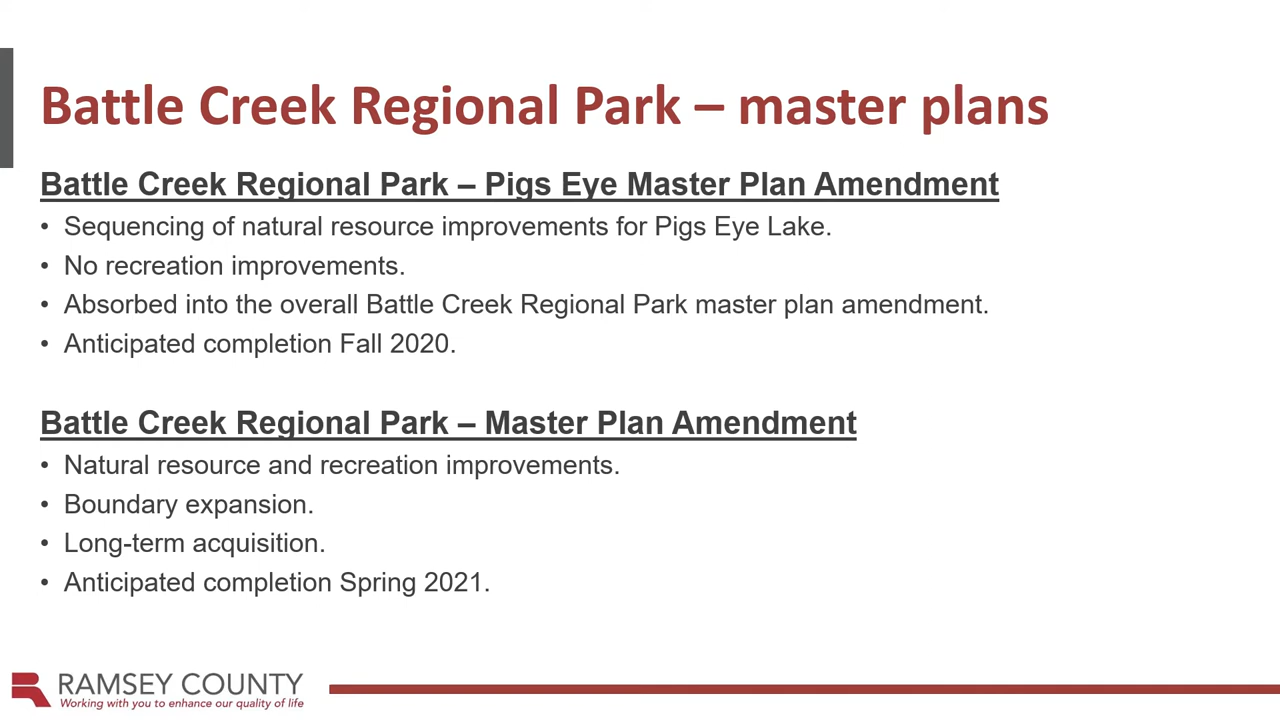 Battle Creek Regional Park – master plans
Battle Creek Regional Park – Pigs Eye Master Plan Amendment
• Sequencing of natural resource improvements for Pigs Eye Lake.
• No recreation improvements.
• Absorbed into the overall Battle Creek Regional Park master plan amendment.
• Anticipated completion Fall 2020.
Battle Creek Regional Park – Master Plan Amendment
• Natural resource and recreation improvements.
• Boundary expansion.
• Long-term acquisition.
• Anticipated completion Spring 2021.
RAMSEY COUNTY
Working with you to enhance our quality of life